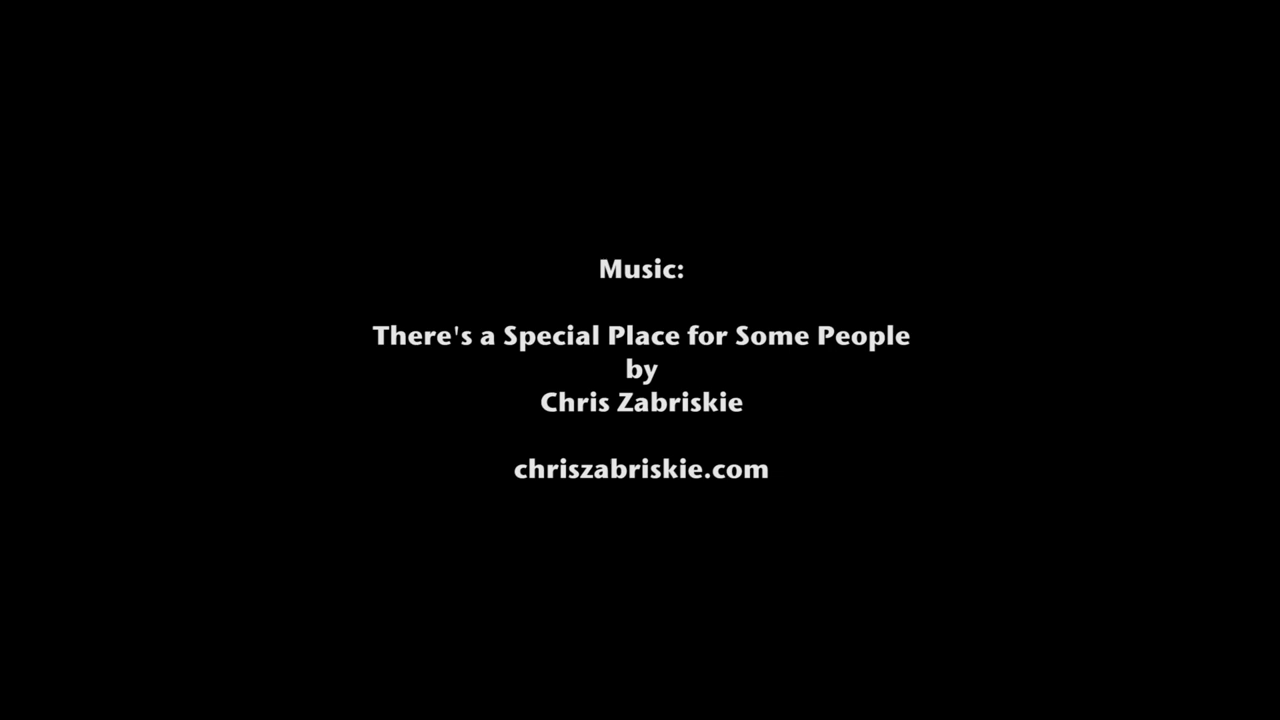 Music:
There's a Special Place for Some People
by
Chris Zabriskie
chriszabriskie.com